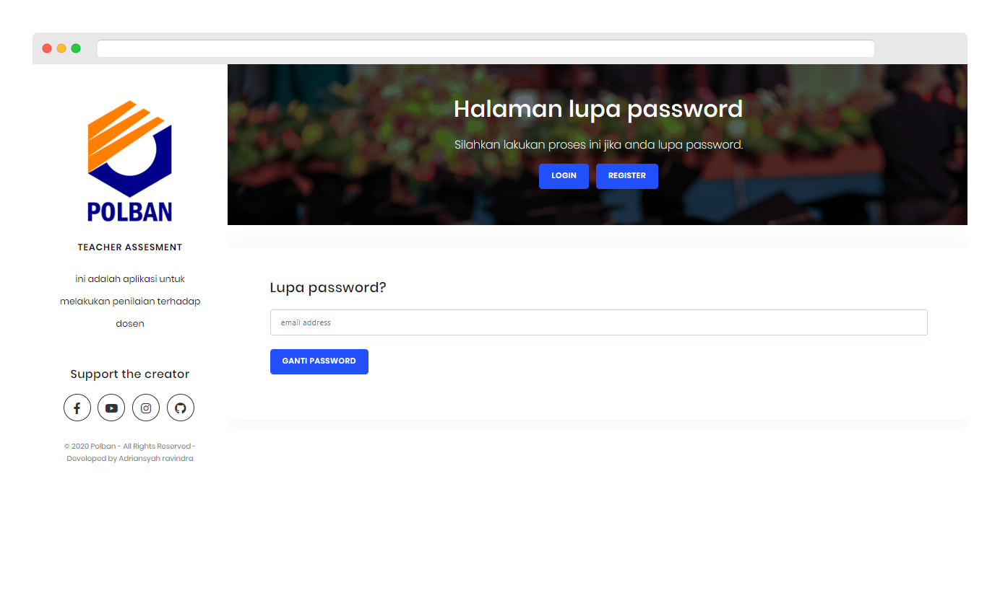 POLBAN
TEACHER ASSESMENT
ini adalah aplikasi untuk
melakukan penilaian terhadap
dosen
Support the creator
© 2020 Polban - All Rights Reserved -
Developed by Adriansyah ravindra
Halaman lupa password
Silahkan lakukan proses ini jika anda lupa password.
LOGIN REGISTER
Lupa password?
email address
GANTI PASSWORD